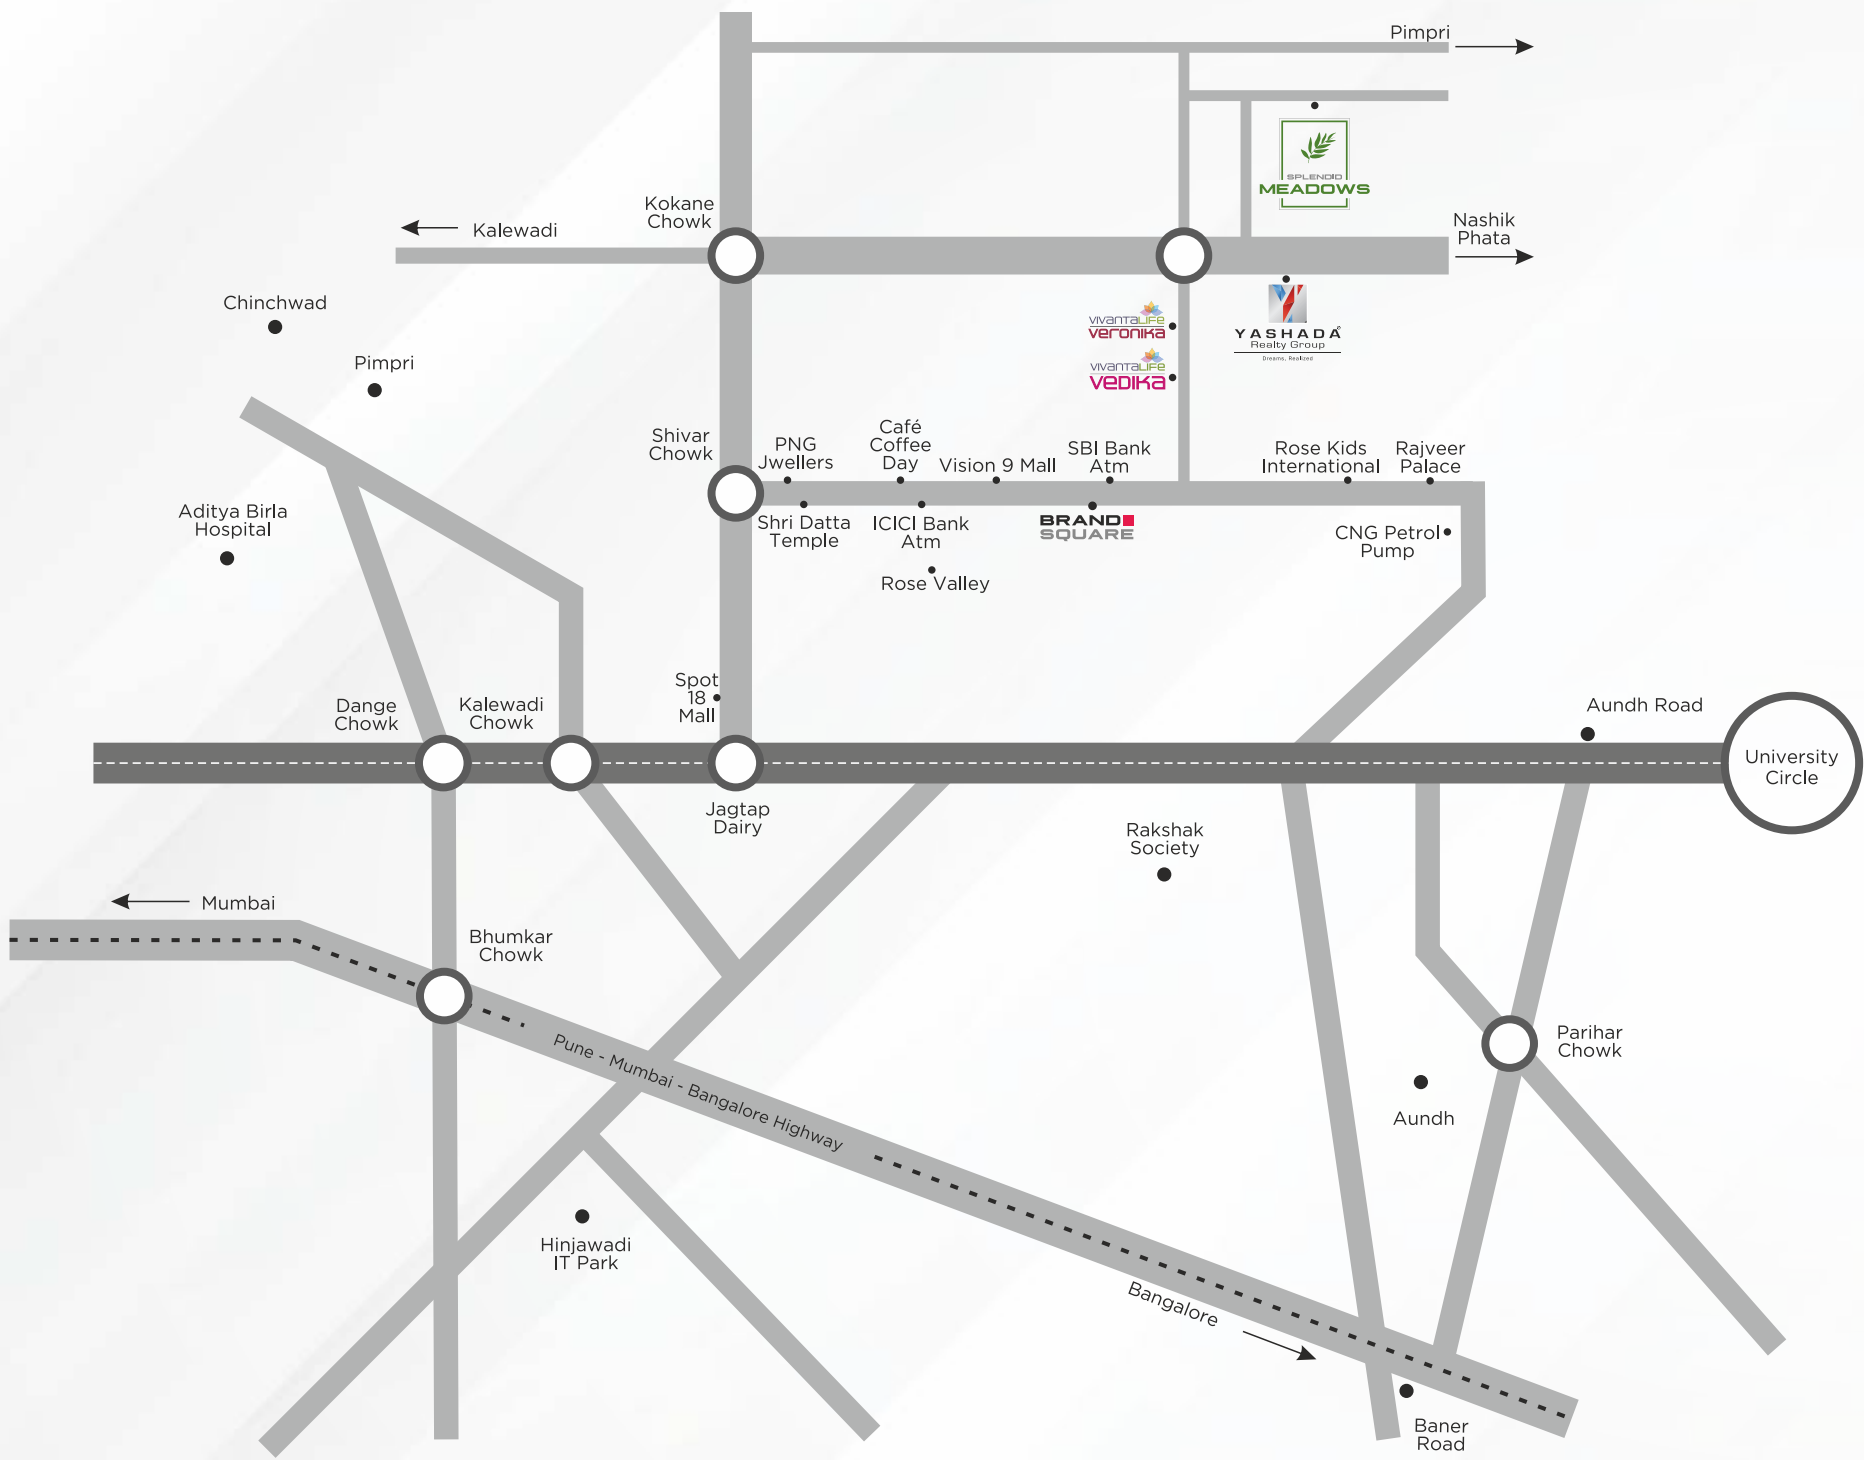 Pimpri
SPLENDID
MEADOWS
Kokane
Chowk
Kalewadi
Nashik
Phata
Chinchwad
Pimpri
VIVANTALIFE
VERONIKA
YASHADA
Realty Group
Dreams, Realized
VIVANTALIFE
VEDIKA
Shivar
Chowk
PNG
Jwellers
Café
Coffee
Day
Vision 9 Mall
SBI Bank
Atm
Rose Kids
International
Rajveer
Palace
Aditya Birla
Hospital
Shri Datta
Temple
ICICI Bank
Atm
BRAND
SQUARE
CNG Petrol
Pump
Rose Valley
Spot
18
Mall
Dange
Chowk
Kalewadi
Chowk
Aundh Road
University
Circle
Jagtap
Dairy
Rakshak
Society
Mumbai
Bhumkar
Chowk
Pune - Mumbai - Bangalore Highway
Parihar
Chowk
Aundh
Hinjawadi
IT Park
Bangalore
Baner
Road